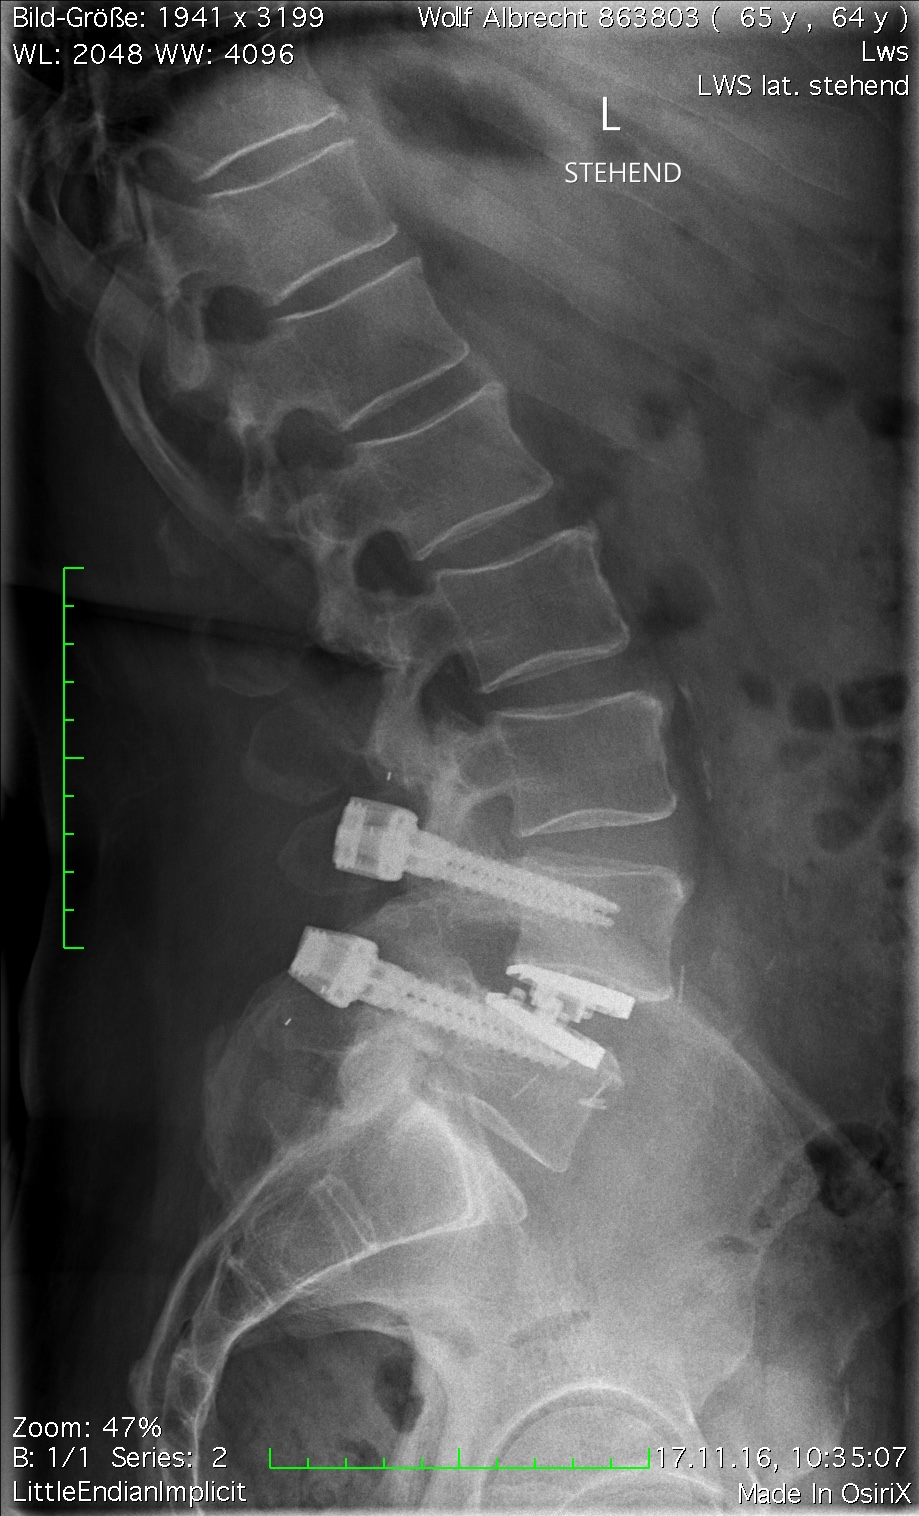 Bild-Größe: 1941 x 3199
WL: 2048 WW: 4096
Wolf Albrecht 863803 ( 65 y , 64 y )
Lws
LWS lat. stehend
L
STEHEND
Zoom: 47%
B: 1/1 Series: 2
LittleEndianImplicit
17.11.16, 10:35:07
Made In OsiriX